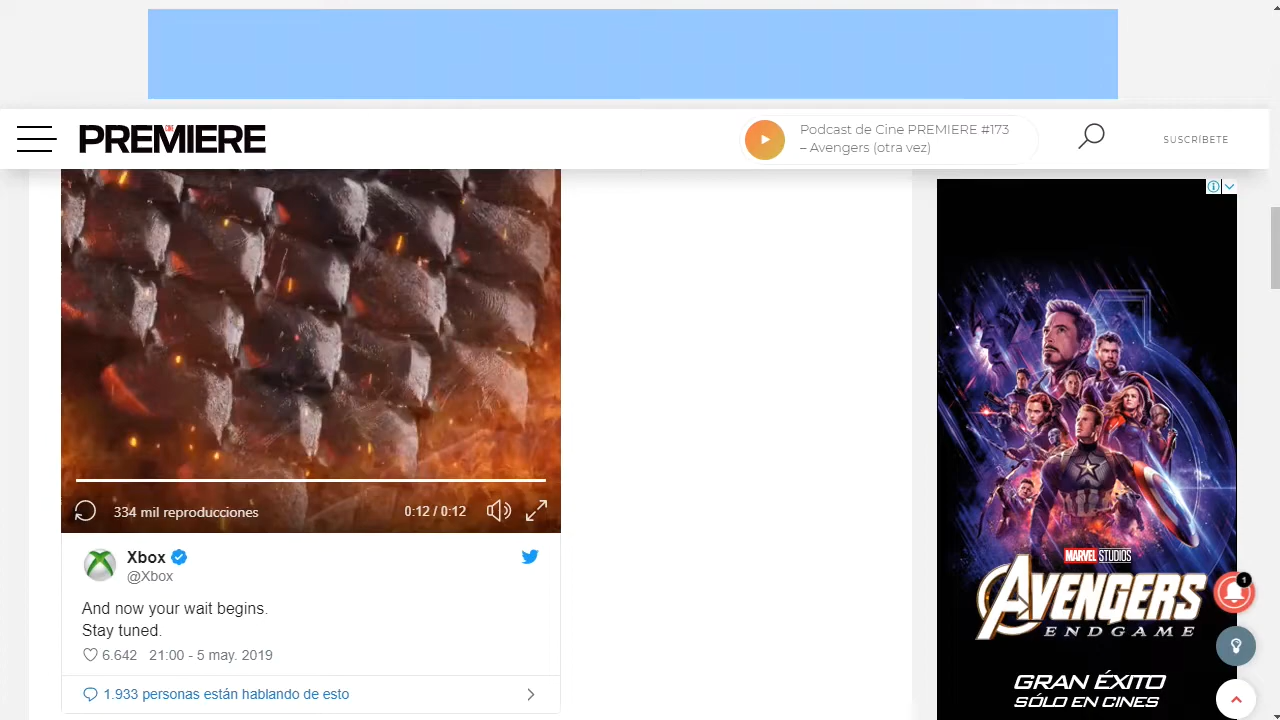 PREMIERE
Podcast de Cine PREMIERE #173
– Avengers (otra vez)
SUSCRÍBETE
334 mil reproducciones
0:12 / 0:12
Xbox
@Xbox
And now your wait begins.
Stay tuned.
6.642 21:00 - 5 may. 2019
1.933 personas están hablando de esto
MARVEL STUDIOS
AVENGERS
ENDGAME
GRAN ÉXITO
SÓLO EN CINES
1